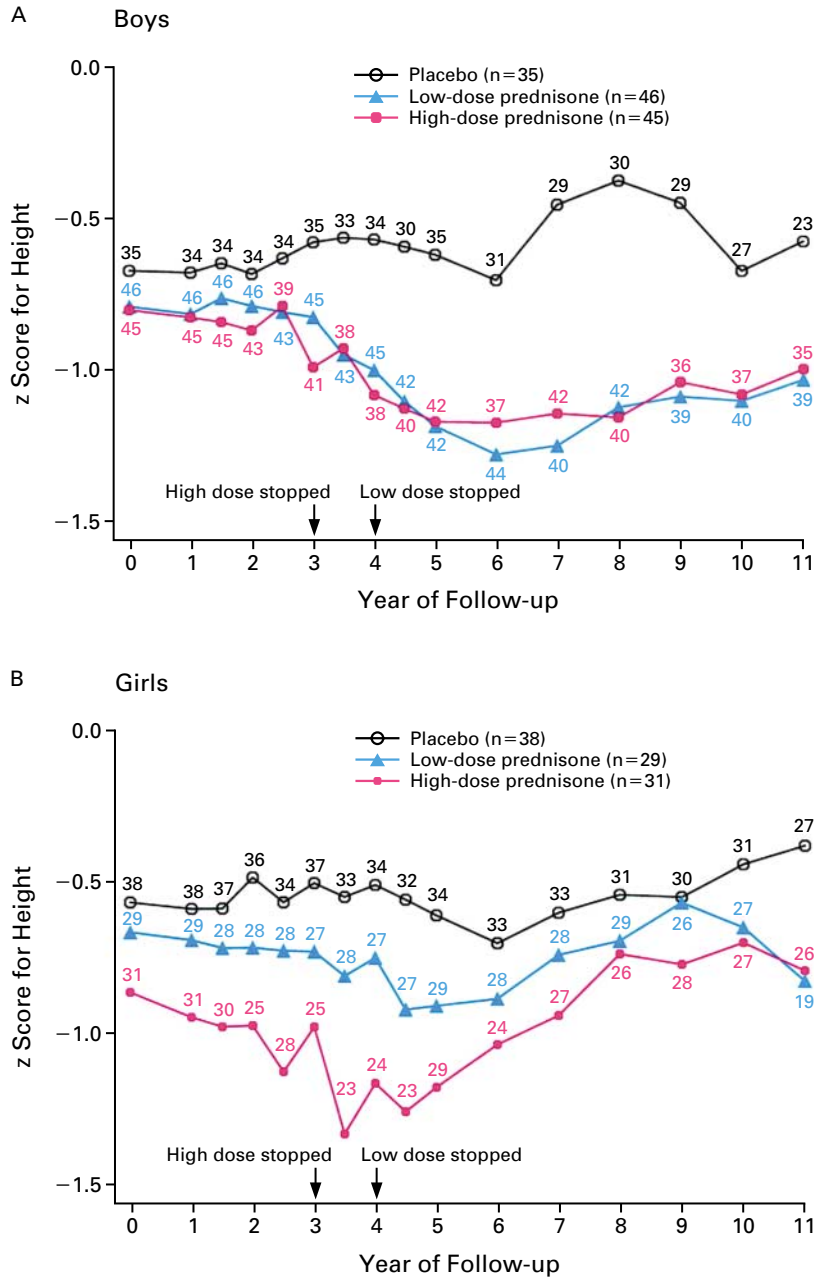 A
Boys
0.0
Placebo (n=35)
Low-dose prednisone (n=46)
High-dose prednisone (n=45)
−0.5
−1.0
−1.5
z Score for Height
35 34 34 34 34 35 33 34 30 35 31 29 30 29 27 23
46 46 46 46 43 45 43 45 42 42 44 40 42 39 40 39
45 45 45 43 39 41 38 38 40 42 37 42 40 36 37 35
High dose stopped
Low dose stopped
0 1 2 3 4 5 6 7 8 9 10 11
Year of Follow-up
B
Girls
0.0
Placebo (n=38)
Low-dose prednisone (n=29)
High-dose prednisone (n=31)
−0.5
−1.0
−1.5
z Score for Height
38 38 37 36 34 37 33 34 32 34 33 33 31 30 31 27
29 29 28 28 28 27 28 27 27 29 28 28 29 26 27 19
31 31 30 25 28 25 23 24 23 29 24 27 26 28 27 26
High dose stopped
Low dose stopped
0 1 2 3 4 5 6 7 8 9 10 11
Year of Follow-up